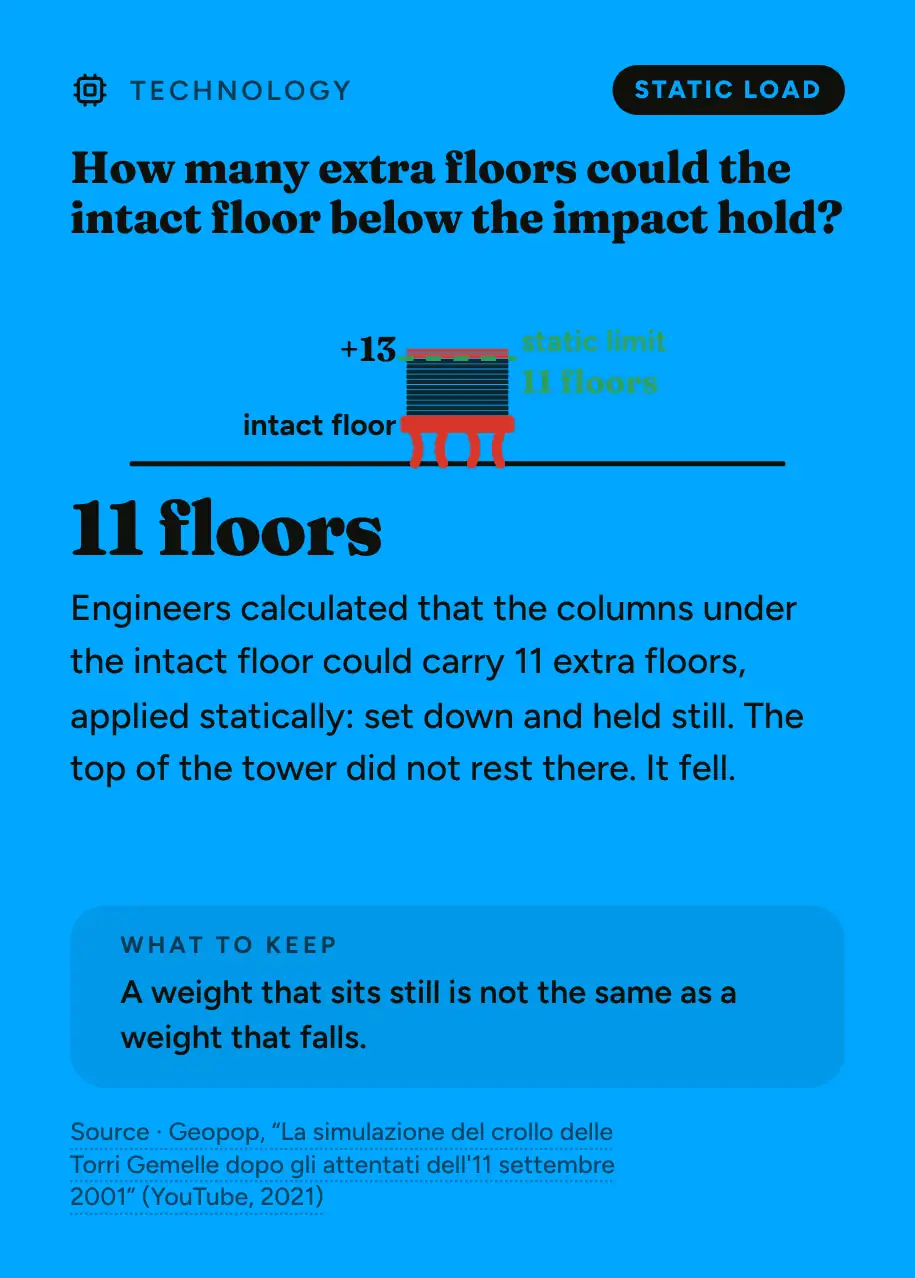 TECHNOLOGY
STATIC LOAD
How many extra floors could the
intact floor below the impact hold?
+13
static limit
11 floors
intact floor
11 floors
Engineers calculated that the columns under
the intact floor could carry 11 extra floors,
applied statically: set down and held still. The
top of the tower did not rest there. It fell.
WHAT TO KEEP
A weight that sits still is not the same as a
weight that falls.
Source · Geopop, “La simulazione del crollo delle
Torri Gemelle dopo gli attentati dell'11 settembre
2001” (YouTube, 2021)